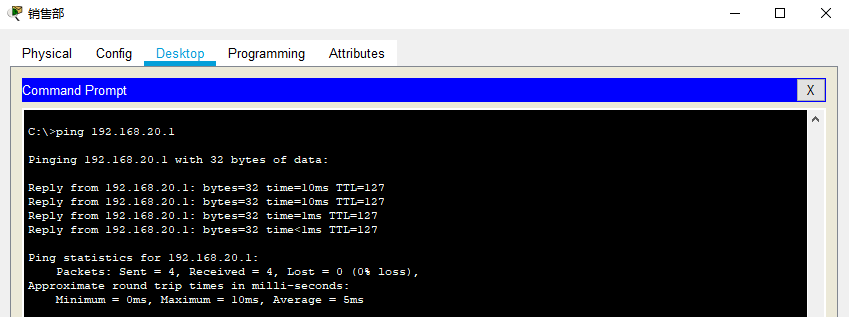 销售部
Physical Config Desktop Programming Attributes
Command Prompt
X
C:\>ping 192.168.20.1
Pinging 192.168.20.1 with 32 bytes of data:
Reply from 192.168.20.1: bytes=32 time=10ms TTL=127
Reply from 192.168.20.1: bytes=32 time=10ms TTL=127
Reply from 192.168.20.1: bytes=32 time=1ms TTL=127
Reply from 192.168.20.1: bytes=32 time<1ms TTL=127
Ping statistics for 192.168.20.1:
Packets: Sent = 4, Received = 4, Lost = 0 (0% loss),
Approximate round trip times in milli-seconds:
Minimum = 0ms, Maximum = 10ms, Average = 5ms